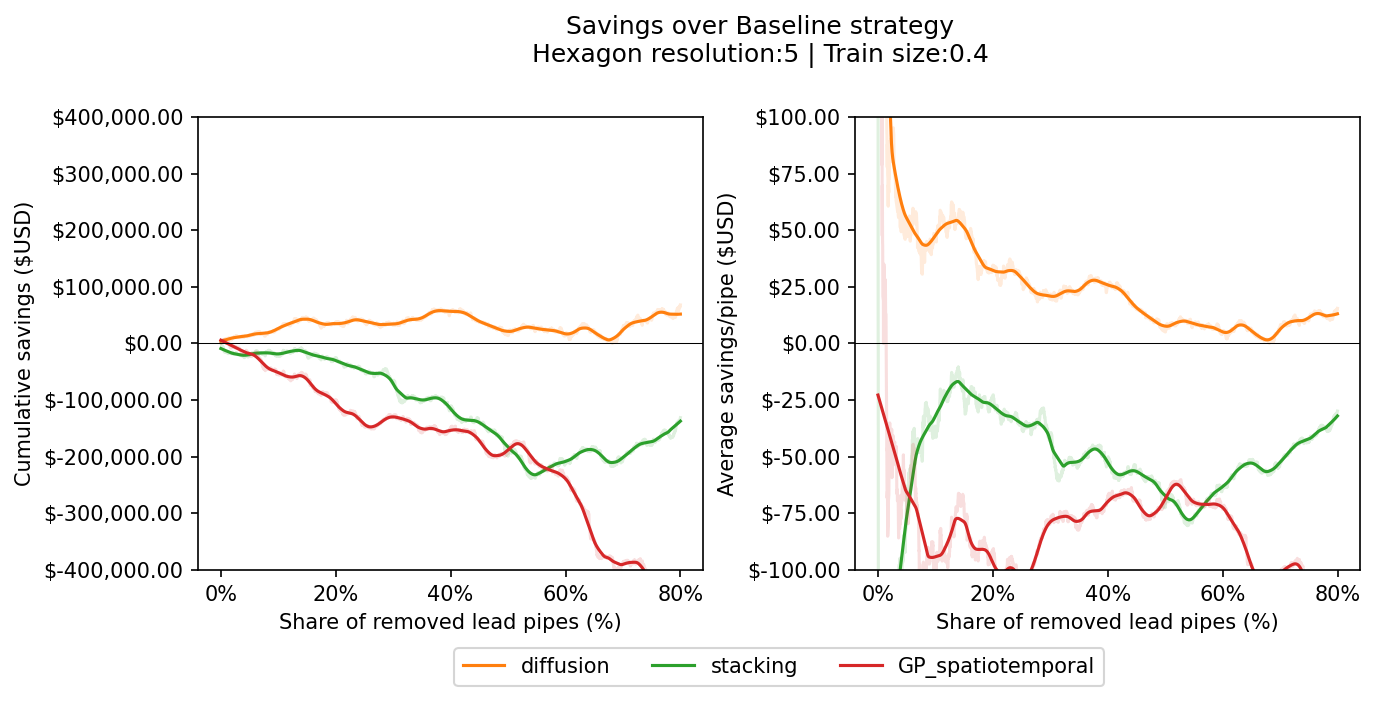 Savings over Baseline strategy
Hexagon resolution:5 | Train size:0.4
Cumulative savings ($USD)
$400,000.00
$300,000.00
$200,000.00
$100,000.00
$0.00
$-100,000.00
$-200,000.00
$-300,000.00
$-400,000.00
0% 20% 40% 60% 80%
Share of removed lead pipes (%)
Average savings/pipe ($USD)
$100.00
$75.00
$50.00
$25.00
$0.00
$-25.00
$-50.00
$-75.00
$-100.00
0% 20% 40% 60% 80%
Share of removed lead pipes (%)
diffusion stacking GP_spatiotemporal